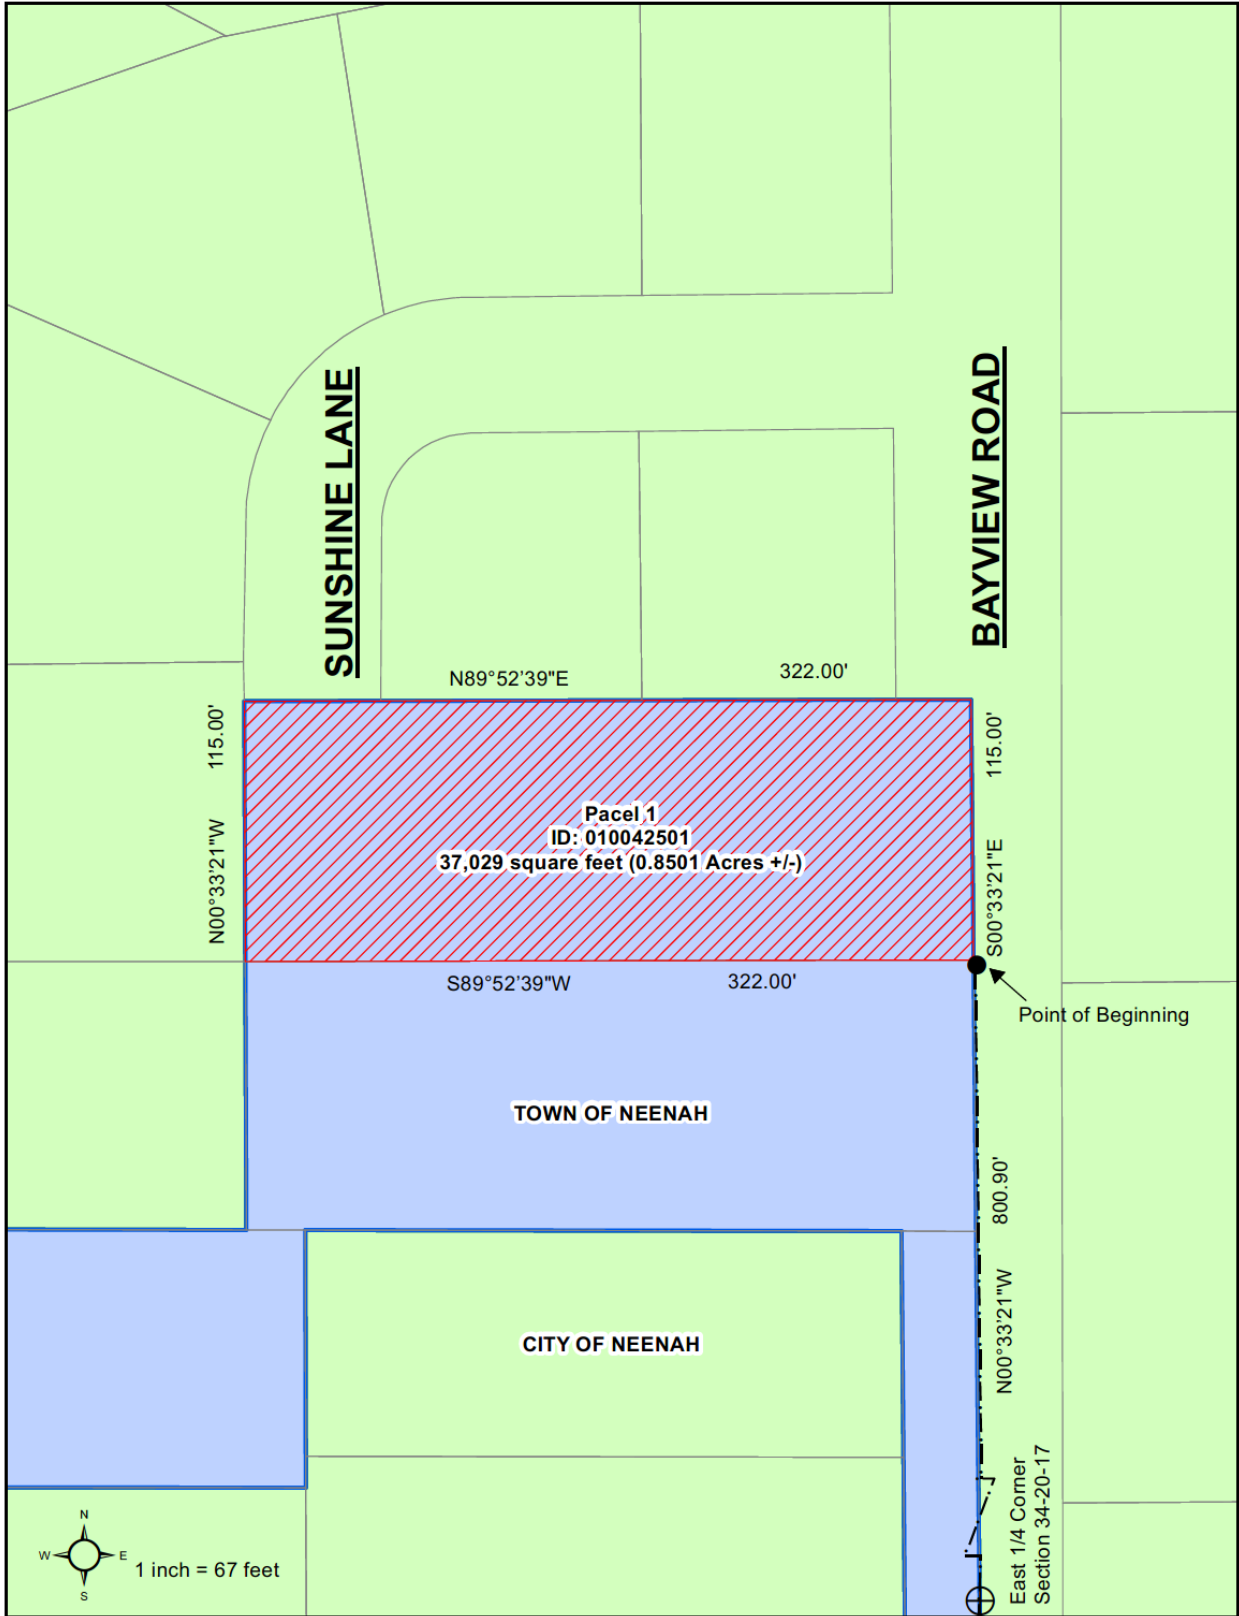 SUNSHINE LANE
BAYVIEW ROAD
N89°52'39"E
322.00'
115.00'
N00°33'21"W
115.00'
S00°33'21"E
Pacel 1
ID: 010042501
37,029 square feet (0.8501 Acres +/-)
S89°52'39"W
322.00'
Point of Beginning
TOWN OF NEENAH
800.90'
N00°33'21"W
CITY OF NEENAH
East 1/4 Corner
Section 34-20-17
N
W
E
S
1 inch = 67 feet